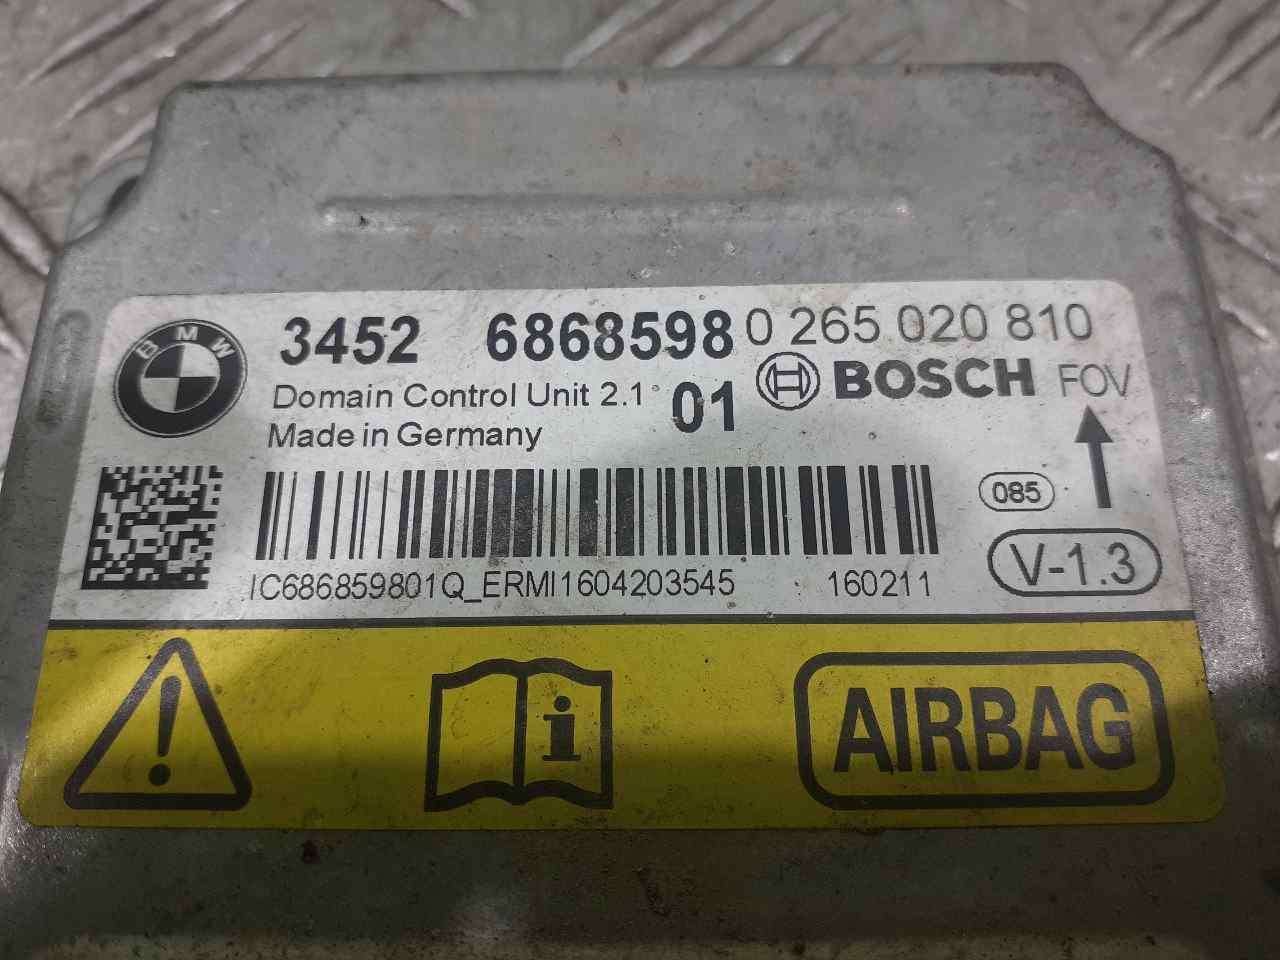 BMW
3452 6868598 0 265 020 810
Domain Control Unit 2.1 01 BOSCH FOV
Made in Germany
085
IC686859801Q_ERMI1604203545 160211 V-1.3
i
AIRBAG